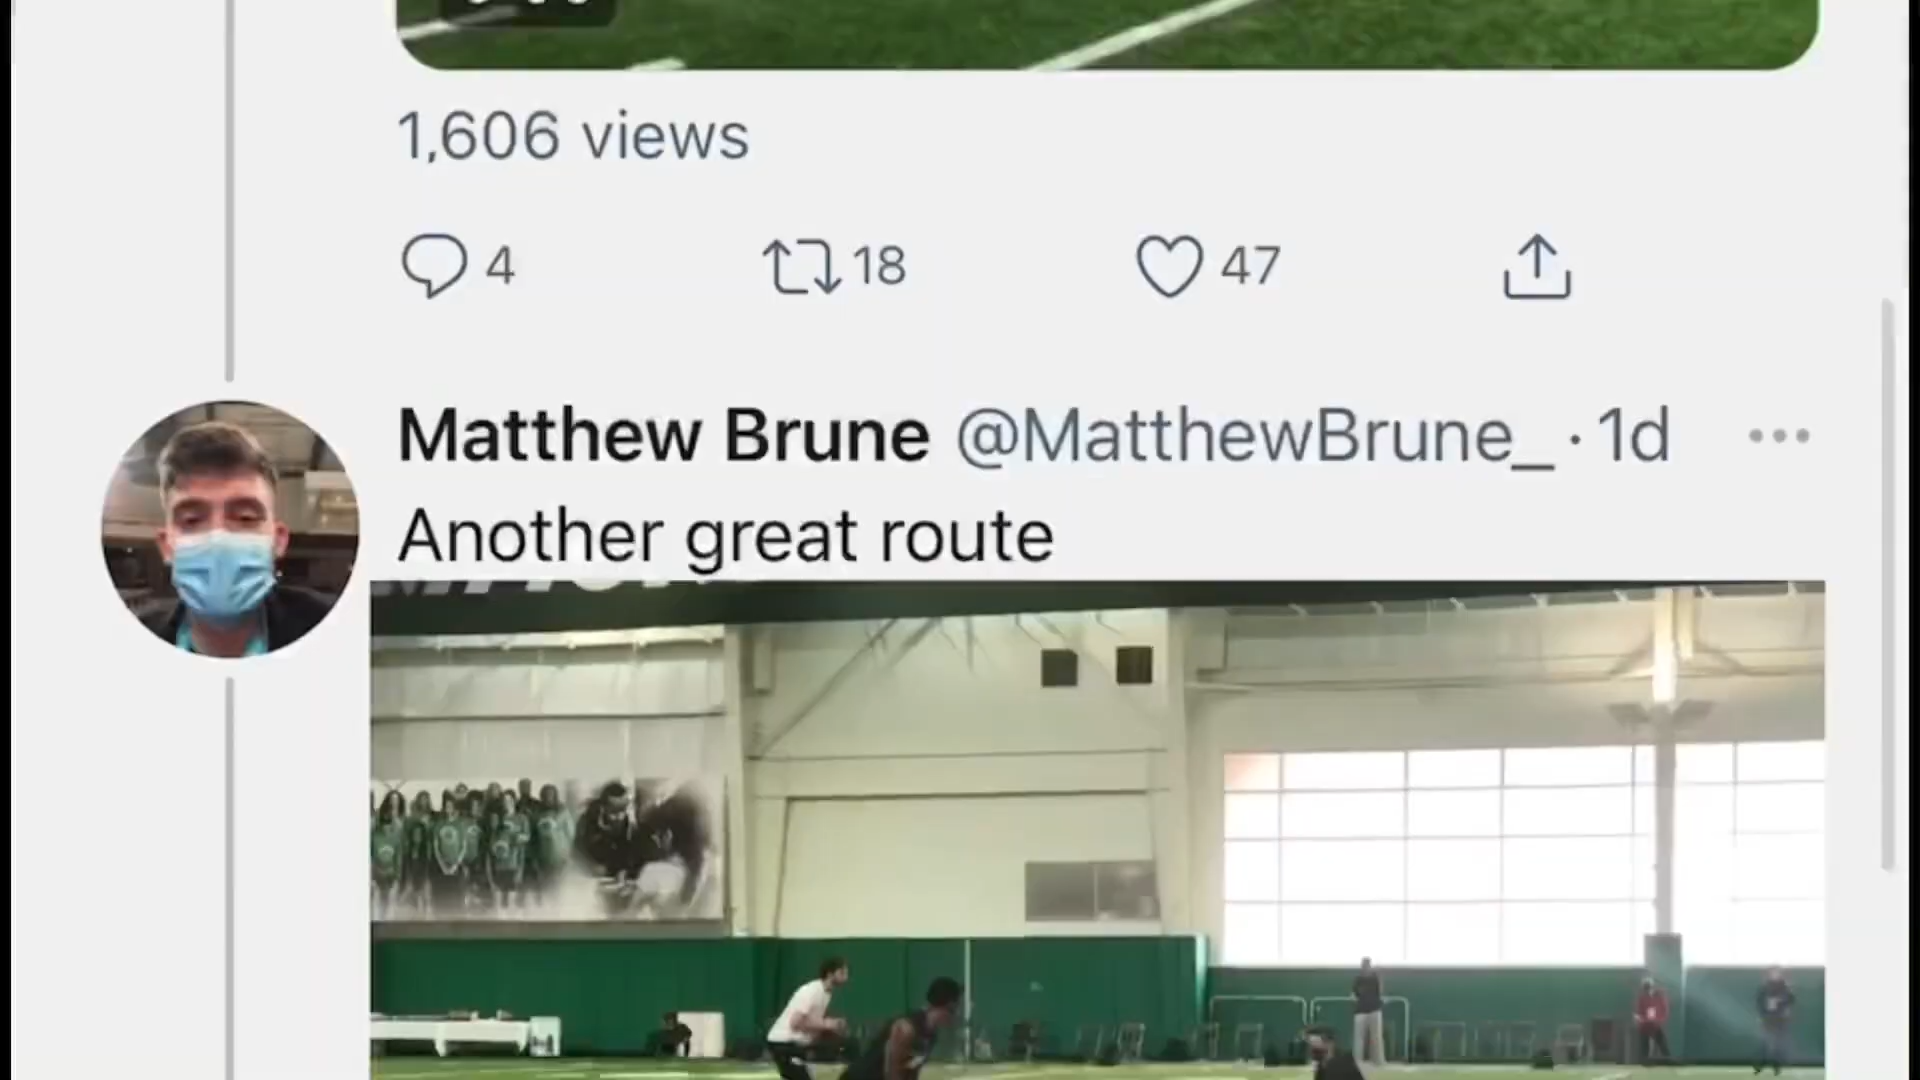 1,606 views
4 18 47
Matthew Brune @MatthewBrune_ · 1d
Another great route